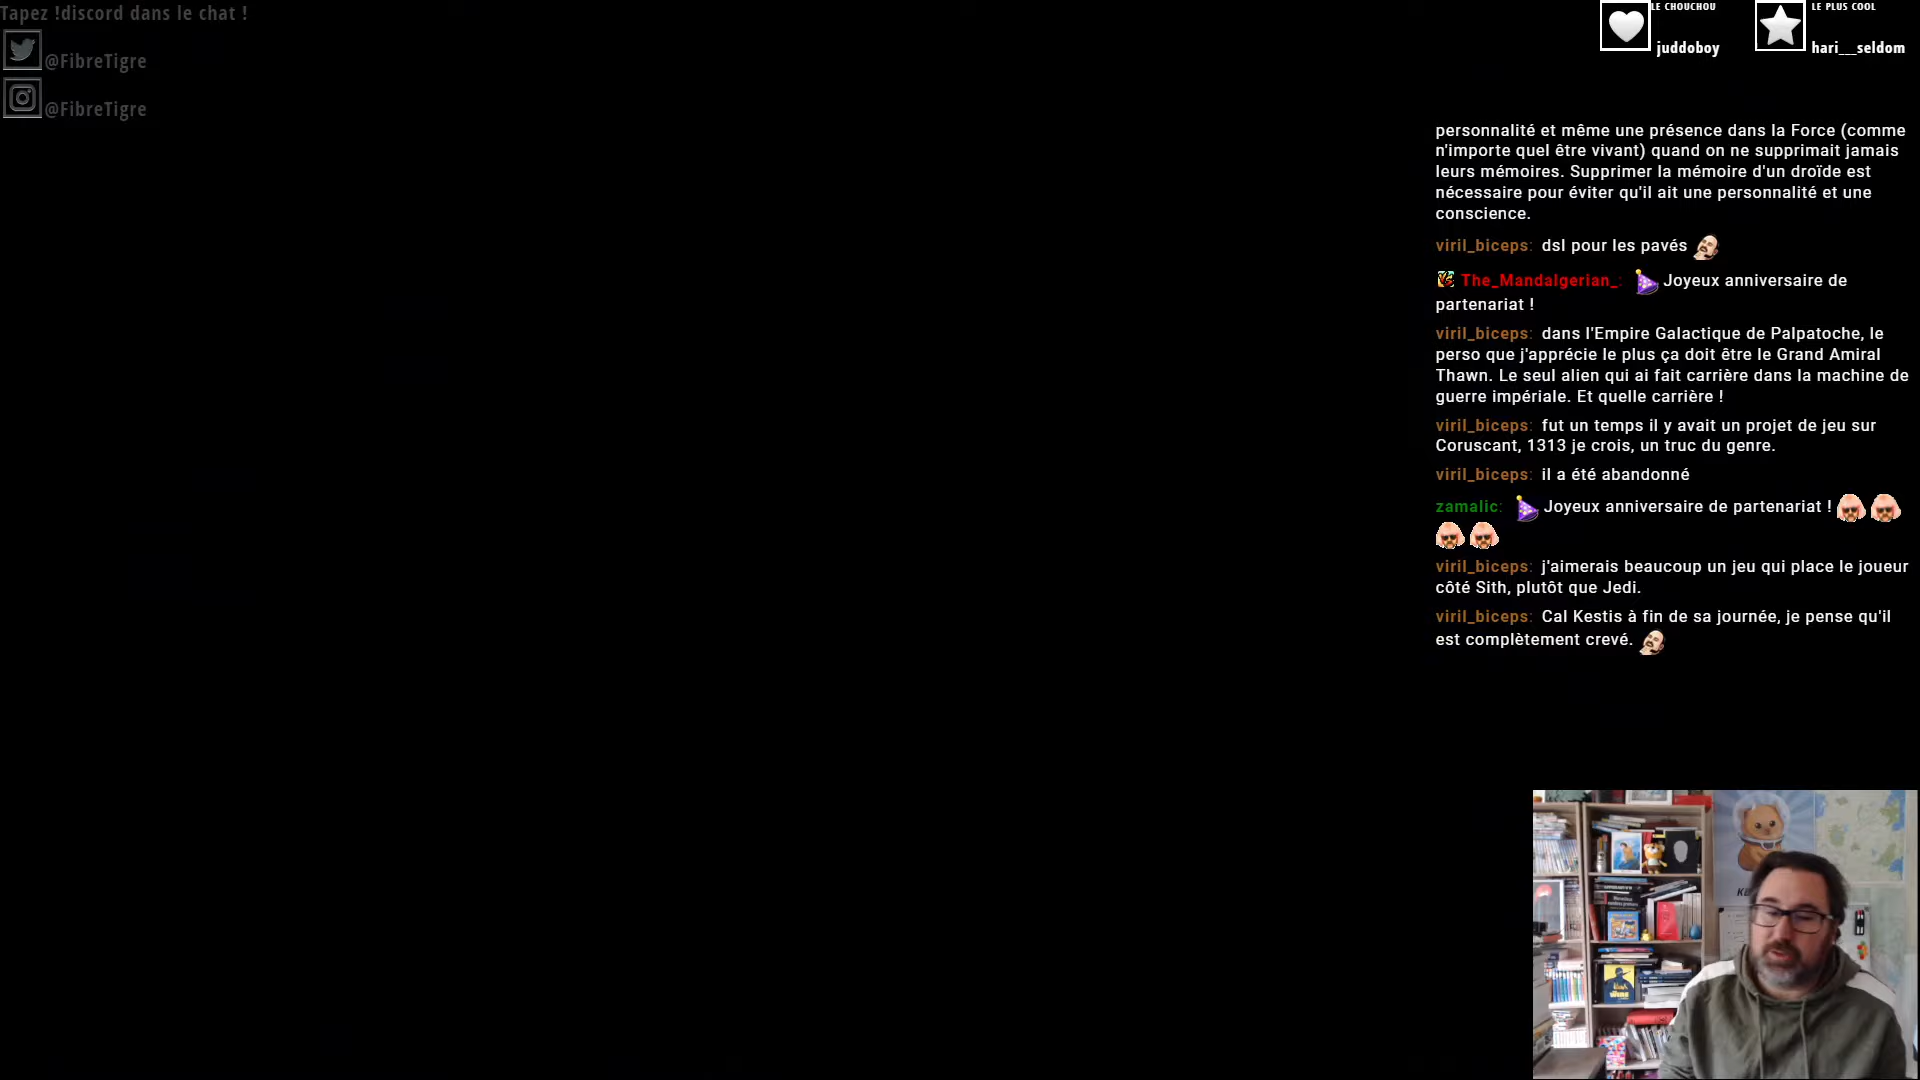 Tapez !discord dans le chat !
@FibreTigre
@FibreTigre
LE CHOUCHOU
juddoboy
LE PLUS COOL
hari___seldom
personnalité et même une présence dans la Force (comme
n'importe quel être vivant) quand on ne supprimait jamais
leurs mémoires. Supprimer la mémoire d'un droïde est
nécessaire pour éviter qu'il ait une personnalité et une
conscience.
viril_biceps: dsl pour les pavés
The_Mandalgerian_: Joyeux anniversaire de
partenariat !
viril_biceps: dans l'Empire Galactique de Palpatoche, le
perso que j'apprécie le plus ça doit être le Grand Amiral
Thawn. Le seul alien qui ai fait carrière dans la machine de
guerre impériale. Et quelle carrière !
viril_biceps: fut un temps il y avait un projet de jeu sur
Coruscant, 1313 je crois, un truc du genre.
viril_biceps: il a été abandonné
zamalic: Joyeux anniversaire de partenariat !
viril_biceps: j'aimerais beaucoup un jeu qui place le joueur
côté Sith, plutôt que Jedi.
viril_biceps: Cal Kestis à fin de sa journée, je pense qu'il
est complètement crevé.